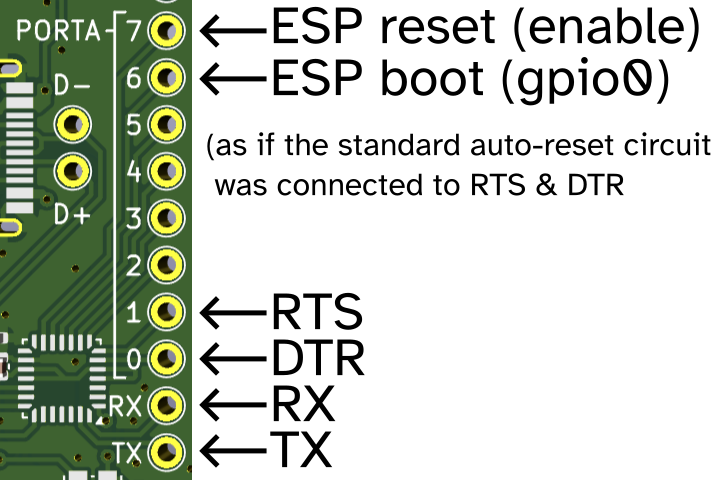 PORTA 7 ←ESP reset (enable)
D- 6 ←ESP boot (gpio0)
5 (as if the standard auto-reset circuit
4 was connected to RTS & DTR
D+ 3
2
1 ←RTS
0 ←DTR
RX ←RX
TX ←TX